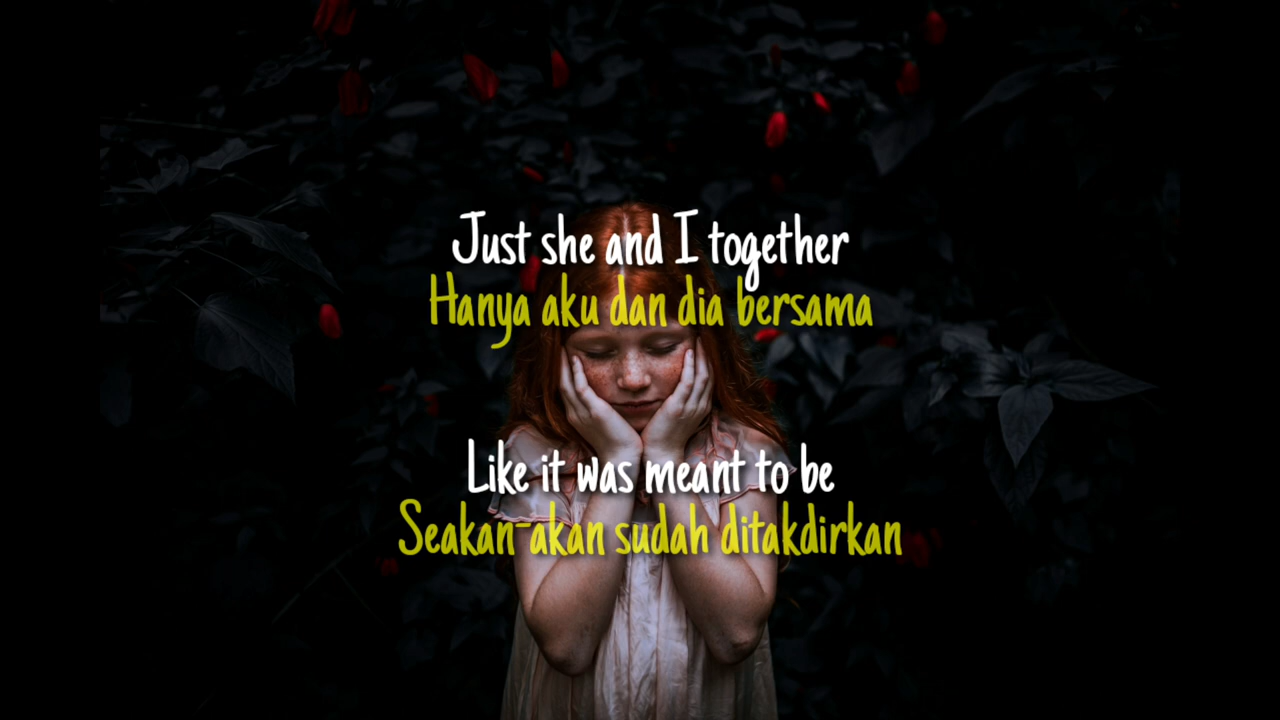 Just she and I together
Hanya aku dan dia bersama
Like it was meant to be
Seakan-akan sudah ditakdirkan